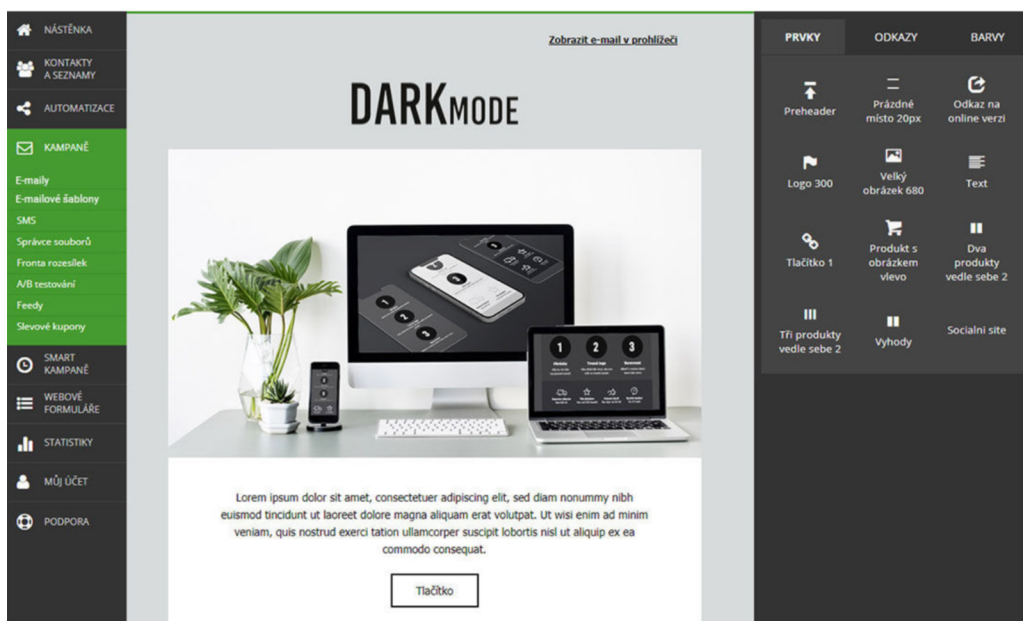 NÁSTĚNKA
KONTAKTY
A SEZNAMY
AUTOMATIZACE
KAMPANĚ
E-maily
E-mailové šablony
SMS
Správce souborů
Fronta rozesílek
A/B testování
Feedy
Slevové kupony
SMART
KAMPANĚ
WEBOVÉ
FORMULÁŘE
STATISTIKY
MŮJ ÚČET
PODPORA
Zobrazit e-mail v prohlížeči
DARKMODE
3
1
2
3
1 2 3
Lorem ipsum dolor sit amet, consectetuer adipiscing elit, sed diam nonummy nibh
euismod tincidunt ut laoreet dolore magna aliquam erat volutpat. Ut wisi enim ad minim
veniam, quis nostrud exerci tation ullamcorper suscipit lobortis nisl ut aliquip ex ea
commodo consequat.
Tlačítko
PRVKY ODKAZY BARVY
Preheader
Prázdné
místo 20px
Odkaz na
online verzi
Logo 300
Velký
obrázek 680
Text
Tlačítko 1
Produkt s
obrázkem
vlevo
Dva
produkty
vedle sebe 2
Tři produkty
vedle sebe 2
Vyhody
Socialni site